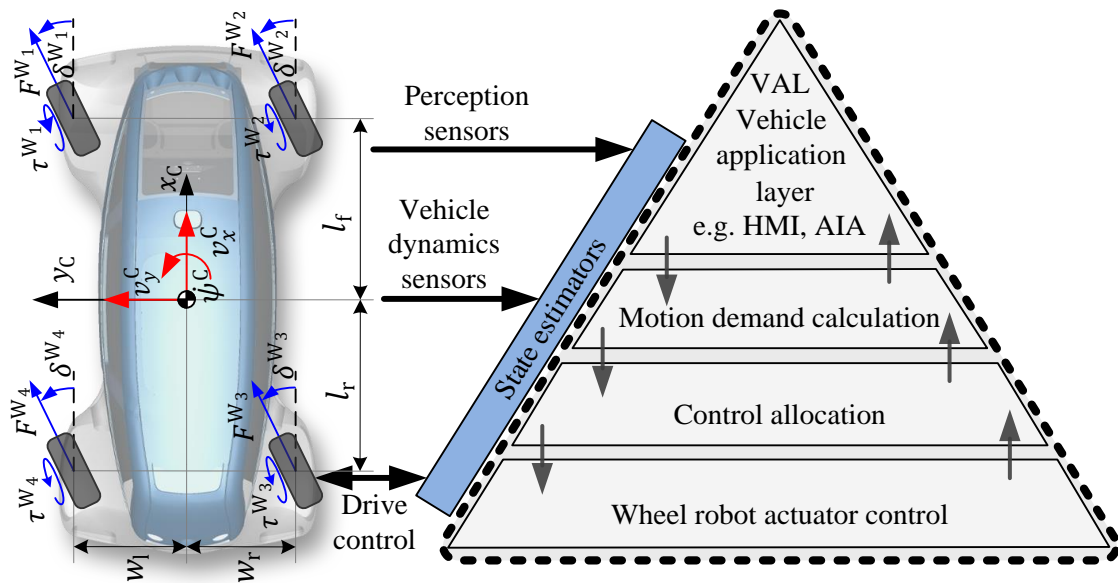 F^W₁
δ^W₁
τ^W₁
F^W₂
δ^W₂
τ^W₂
x_C
v_x^C
y_C
v_y^C
ψ̇^C
l_f
l_r
F^W₄
δ^W₄
τ^W₄
F^W₃
δ^W₃
τ^W₃
w_l
w_r
Perception
sensors
Vehicle
dynamics
sensors
Drive
control
State estimators
VAL
Vehicle
application
layer
e.g. HMI, AIA
Motion demand calculation
Control allocation
Wheel robot actuator control